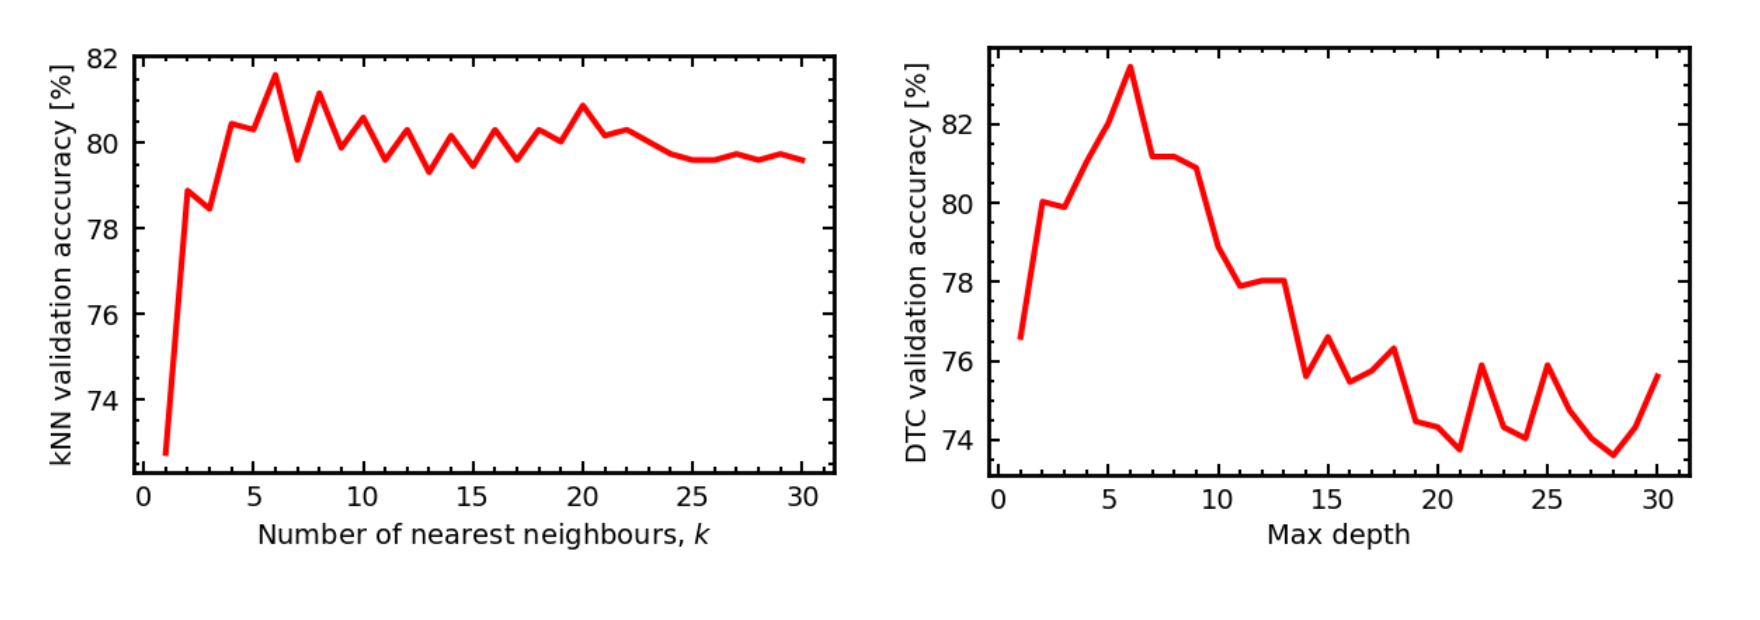 kNN validation acccuracy [%]
82
80
78
76
74
0 5 10 15 20 25 30
Number of nearest neighbours, k
DTC validation acccuracy [%]
82
80
78
76
74
0 5 10 15 20 25 30
Max depth